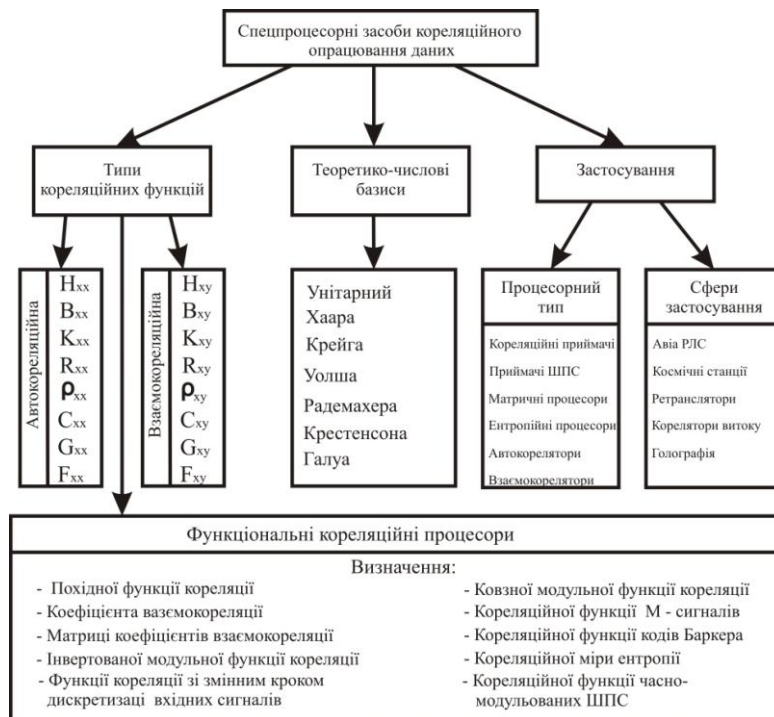 Спецпроцесорні засоби кореляційного
опрацювання даних
Типи
кореляційних функцій
Теоретико-числові
базиси
Застосування
Автокореляційна
Hxx
Bxx
Kxx
Rxx
ρxx
Cxx
Gxx
Fxx
Взаємокореляційна
Hxy
Bxy
Kxy
Rxy
ρxy
Cxy
Gxy
Fxy
Унітарний
Хаара
Крейга
Уолша
Радемахера
Крестенсона
Галуа
Процесорний
тип
Кореляційні приймачі
Приймачі ШПС
Матричні процесори
Ентропійні процесори
Автокорелятори
Взаємокорелятори
Сфери
застосування
Авіа РЛС
Космічні станції
Ретранслятори
Корелятори витоку
Голографія
Функціональні кореляційні процесори
Визначення:
- Похідної функції кореляції
- Коефіцієнта вазємокореляції
- Матриці коефіцієнтів взаємокореляції
- Інвертованої модульної функції кореляції
- Функції кореляції зі змінним кроком
дискретизаці вхідних сигналів
- Ковзної модульної функції кореляції
- Кореляційної функції М - сигналів
- Кореляційної функції кодів Баркера
- Кореляційної міри ентропії
- Кореляційної функції часно-
модульованих ШПС